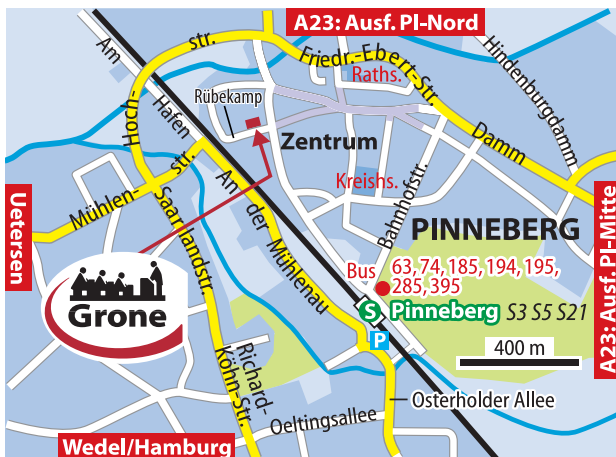 A23: Ausf. PI-Nord
Am
str.
Friedr.-Ebert-Str.
Raths.
Hindenburgdamm
Hoch-
Rübekamp
Hafen
Zentrum
Damm
str.
Mühlen-
Am der Mühlenau
Kreishs.
Bahnhofstr.
Uetersen
Saarlandstr.
PINNEBERG
Bus
63, 74, 185, 194, 195,
285, 395
Grone
S
Pinneberg S3 S5 S21
P
400 m
A23: Ausf. PI-Mitte
Richard-
Köhn-Str.
Osterholder Allee
Oeltingsallee
Wedel/Hamburg